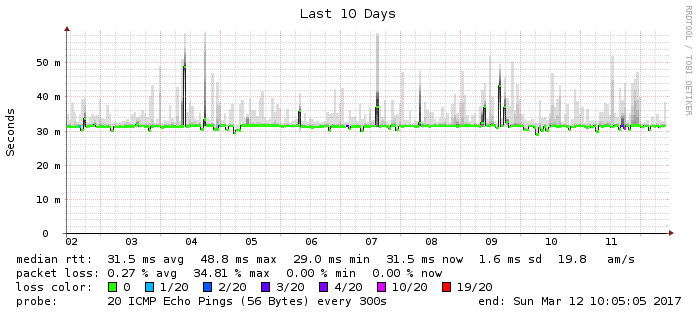 Last 10 Days
RRDTOOL / TOBI OETIKER
Seconds
50 m
40 m
30 m
20 m
10 m
0
02 03 04 05 06 07 08 09 10 11
median rtt: 31.5 ms avg 48.8 ms max 29.0 ms min 31.5 ms now 1.6 ms sd 19.8 am/s
packet loss: 0.27 % avg 34.81 % max 0.00 % min 0.00 % now
loss color: 0 1/20 2/20 3/20 4/20 10/20 19/20
probe: 20 ICMP Echo Pings (56 Bytes) every 300s end: Sun Mar 12 10:05:05 2017